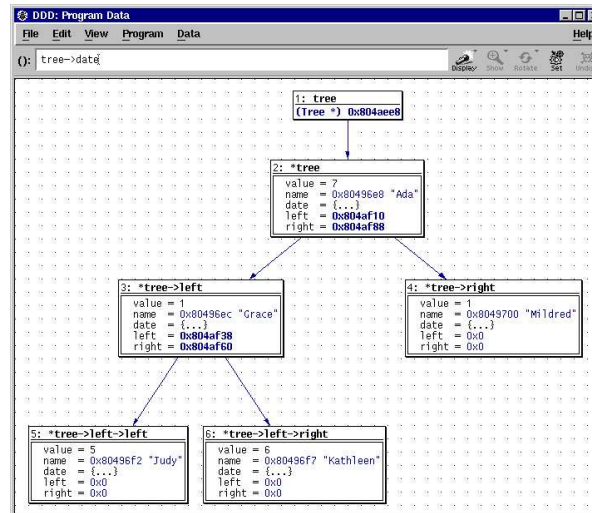 DDD: Program Data
File Edit View Program Data Help
(): tree->date
Display Show Rotate Set Undo
1: tree
(Tree *) 0x804aee8
2: *tree
value = 7
name = 0x80496e8 "Ada"
date = {...}
left = 0x804af10
right = 0x804af88
3: *tree->left
value = 1
name = 0x80496ec "Grace"
date = {...}
left = 0x804af38
right = 0x804af60
4: *tree->right
value = 1
name = 0x8049700 "Mildred"
date = {...}
left = 0x0
right = 0x0
5: *tree->left->left
value = 5
name = 0x80496f2 "Judy"
date = {...}
left = 0x0
right = 0x0
6: *tree->left->right
value = 6
name = 0x80496f7 "Kathleen"
date = {...}
left = 0x0
right = 0x0